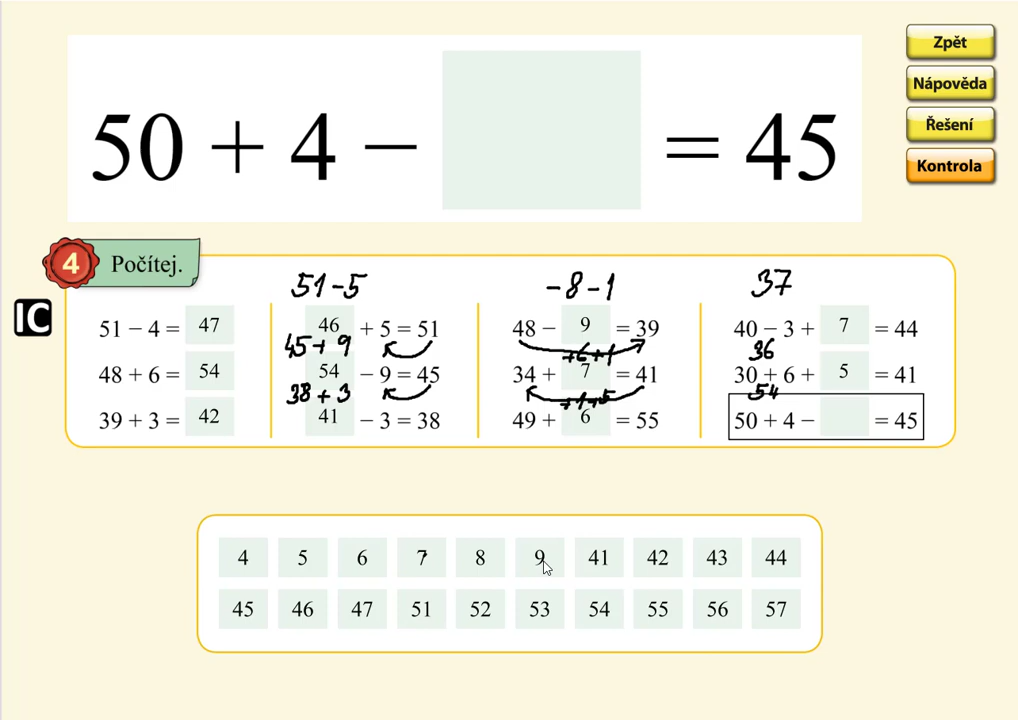 50 + 4 − = 45
Zpět
Nápověda
Řešení
Kontrola
4 Počítej.
IC
51 − 4 = 47
48 + 6 = 54
39 + 3 = 42
51-5
46 + 5 = 51
45+ 9
54 − 9 = 45
38 + 3
41 − 3 = 38
-8-1
48 − 9 = 39
+6+1
34 + 7 = 41
+1+5
49 + 6 = 55
37
40 − 3 + 7 = 44
36
30 + 6 + 5 = 41
54
50 + 4 − = 45
4 5 6 7 8 9 41 42 43 44
45 46 47 51 52 53 54 55 56 57